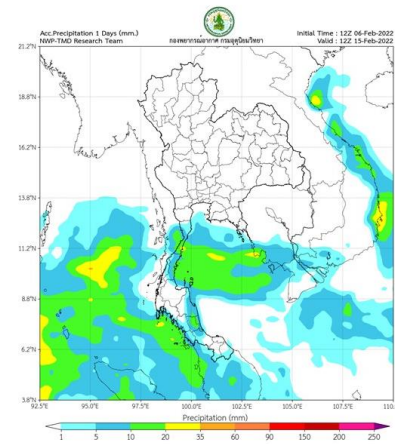 Acc.Precipitation 1 Days (mm.)
NWP-TMD Research Team
กองพยากรณ์อากาศ กรมอุตุนิยมวิทยา
Initial Time : 12Z 06-Feb-2022
Valid : 12Z 15-Feb-2022
21.2°N
18.8°N
16.2°N
13.8°N
11.2°N
8.8°N
6.2°N
3.8°N
92.5°E 95.0°E 97.5°E 100.0°E 102.5°E 105.0°E 107.5°E 110.
Precipitation (mm)
1 5 10 20 35 60 90 150 200 250